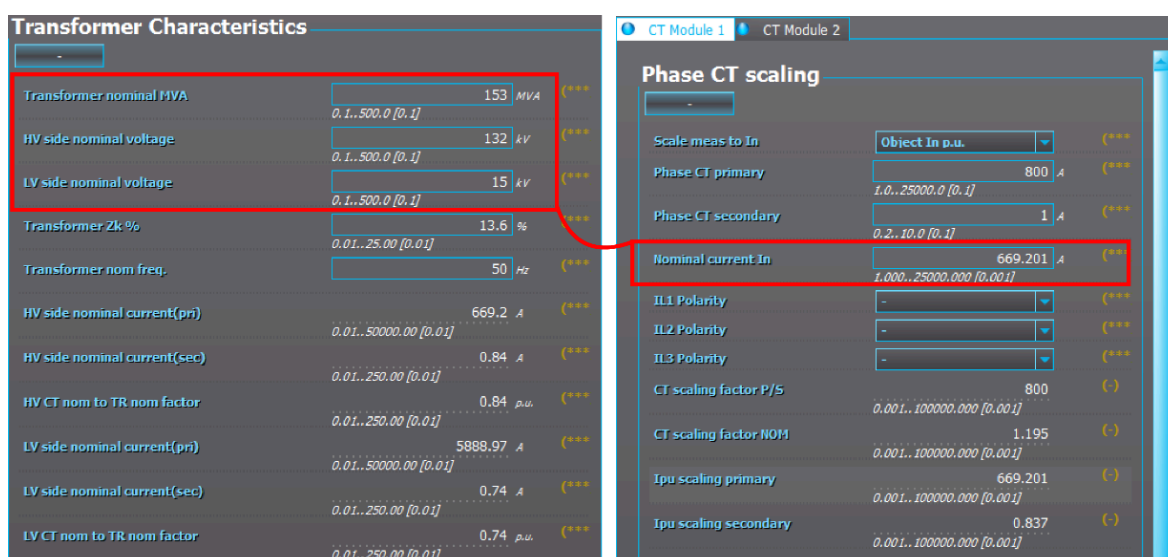 Transformer Characteristics
-
Transformer nominal MVA 153 MVA (***
0.1..500.0 [0.1]
HV side nominal voltage 132 kV (***
0.1..500.0 [0.1]
LV side nominal voltage 15 kV (***
0.1..500.0 [0.1]
Transformer Zk % 13.6 % (***
0.01..25.00 [0.01]
Transformer nom freq. 50 Hz (***
HV side nominal current(pri) 669.2 A (***
0.01..50000.00 [0.01]
HV side nominal current(sec) 0.84 A (***
0.01..250.00 [0.01]
HV CT nom to TR nom factor 0.84 p.u. (***
0.01..250.00 [0.01]
LV side nominal current(pri) 5888.97 A (***
0.01..50000.00 [0.01]
LV side nominal current(sec) 0.74 A (***
0.01..250.00 [0.01]
LV CT nom to TR nom factor 0.74 p.u. (***
0.01..250.00 [0.01]
CT Module 1 CT Module 2
Phase CT scaling
-
Scale meas to In Object In p.u. (***
Phase CT primary 800 A (***
1.0..25000.0 [0.1]
Phase CT secondary 1 A (***
0.2..10.0 [0.1]
Nominal current In 669.201 A (***
1.000..25000.000 [0.001]
IL1 Polarity - (***
IL2 Polarity - (***
IL3 Polarity - (***
CT scaling factor P/S 800 (-)
0.001..100000.000 [0.001]
CT scaling factor NOM 1.195 (-)
0.001..100000.000 [0.001]
Ipu scaling primary 669.201 (-)
0.001..100000.000 [0.001]
Ipu scaling secondary 0.837 (-)
0.001..100000.000 [0.001]